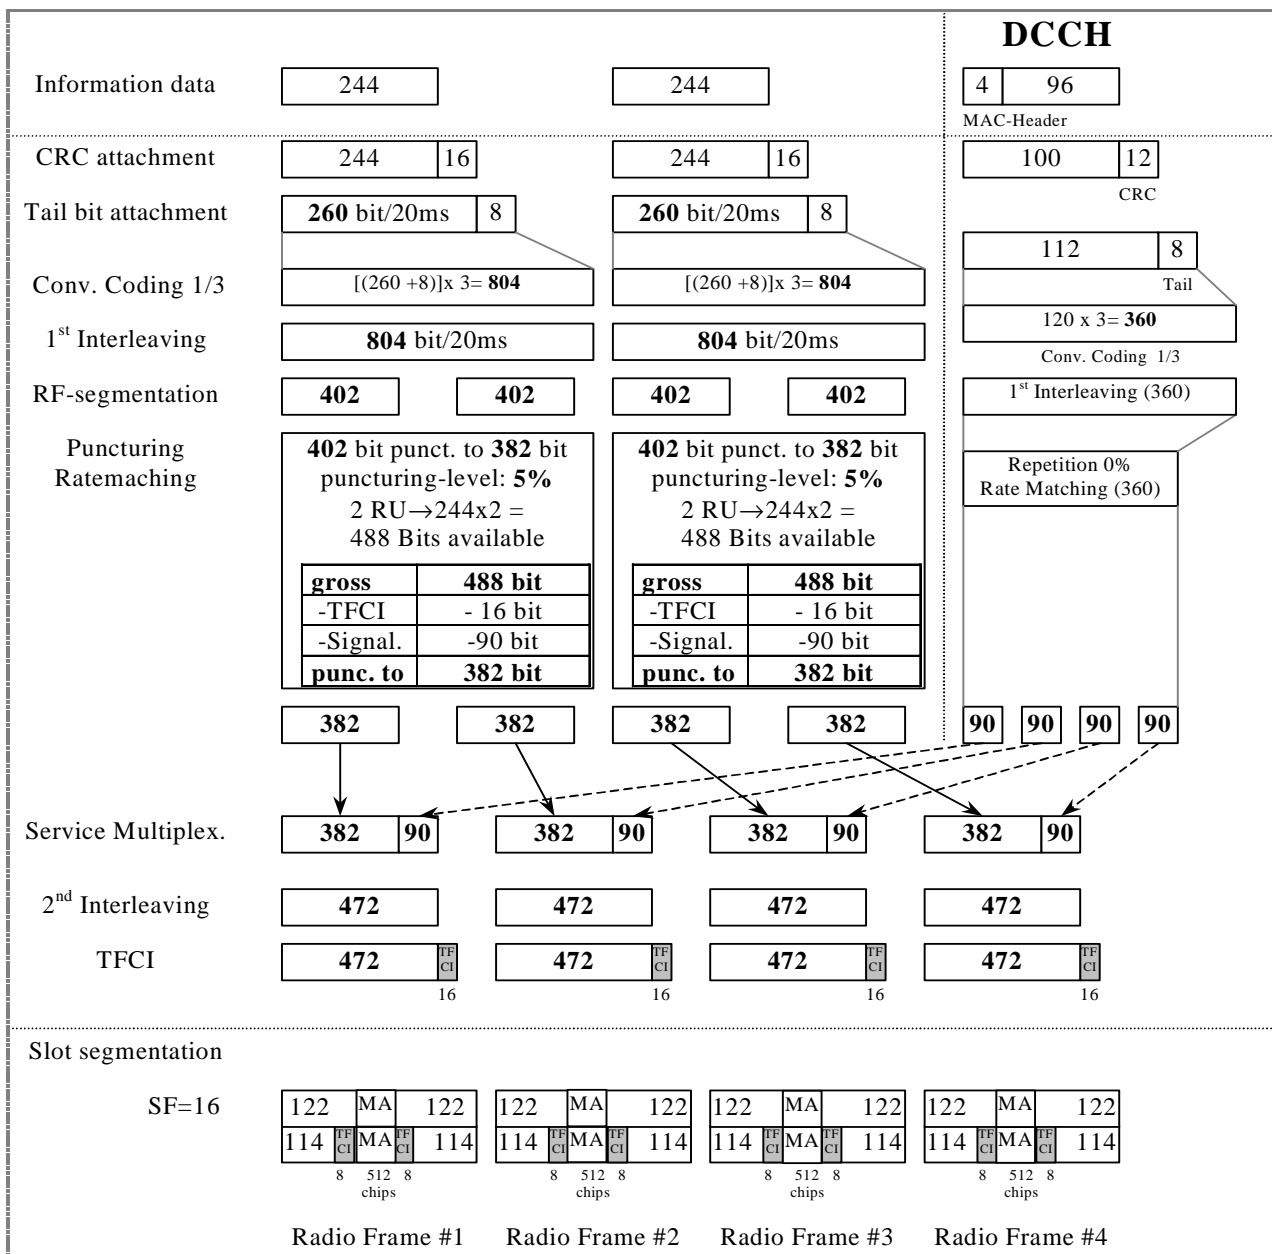 DCCH
Information data 244 244 4 96
MAC-Header
CRC attachment 244 16 244 16 100 12
CRC
Tail bit attachment 260 bit/20ms 8 260 bit/20ms 8
112 8
Tail
Conv. Coding 1/3 [(260 +8)]x 3= 804 [(260 +8)]x 3= 804
120 x 3= 360
Conv. Coding 1/3
1st Interleaving 804 bit/20ms 804 bit/20ms
RF-segmentation 402 402 402 402 1st Interleaving (360)
Puncturing
Ratemaching
402 bit punct. to 382 bit
puncturing-level: 5%
2 RU→244x2 =
488 Bits available
gross 488 bit
-TFCI - 16 bit
-Signal. -90 bit
punc. to 382 bit
402 bit punct. to 382 bit
puncturing-level: 5%
2 RU→244x2 =
488 Bits available
gross 488 bit
-TFCI - 16 bit
-Signal. -90 bit
punc. to 382 bit
Repetition 0%
Rate Matching (360)
382 382 382 382 90 90 90 90
Service Multiplex. 382 90 382 90 382 90 382 90
2nd Interleaving 472 472 472 472
TFCI 472 TF CI 472 TF CI 472 TF CI 472 TF CI
16 16 16 16
Slot segmentation
SF=16 122 MA 122 122 MA 122 122 MA 122 122 MA 122
114 TF CI MA TF CI 114 114 TF CI MA TF CI 114 114 TF CI MA TF CI 114 114 TF CI MA TF CI 114
8 512 8 8 512 8 8 512 8 8 512 8
chips chips chips chips
Radio Frame #1 Radio Frame #2 Radio Frame #3 Radio Frame #4